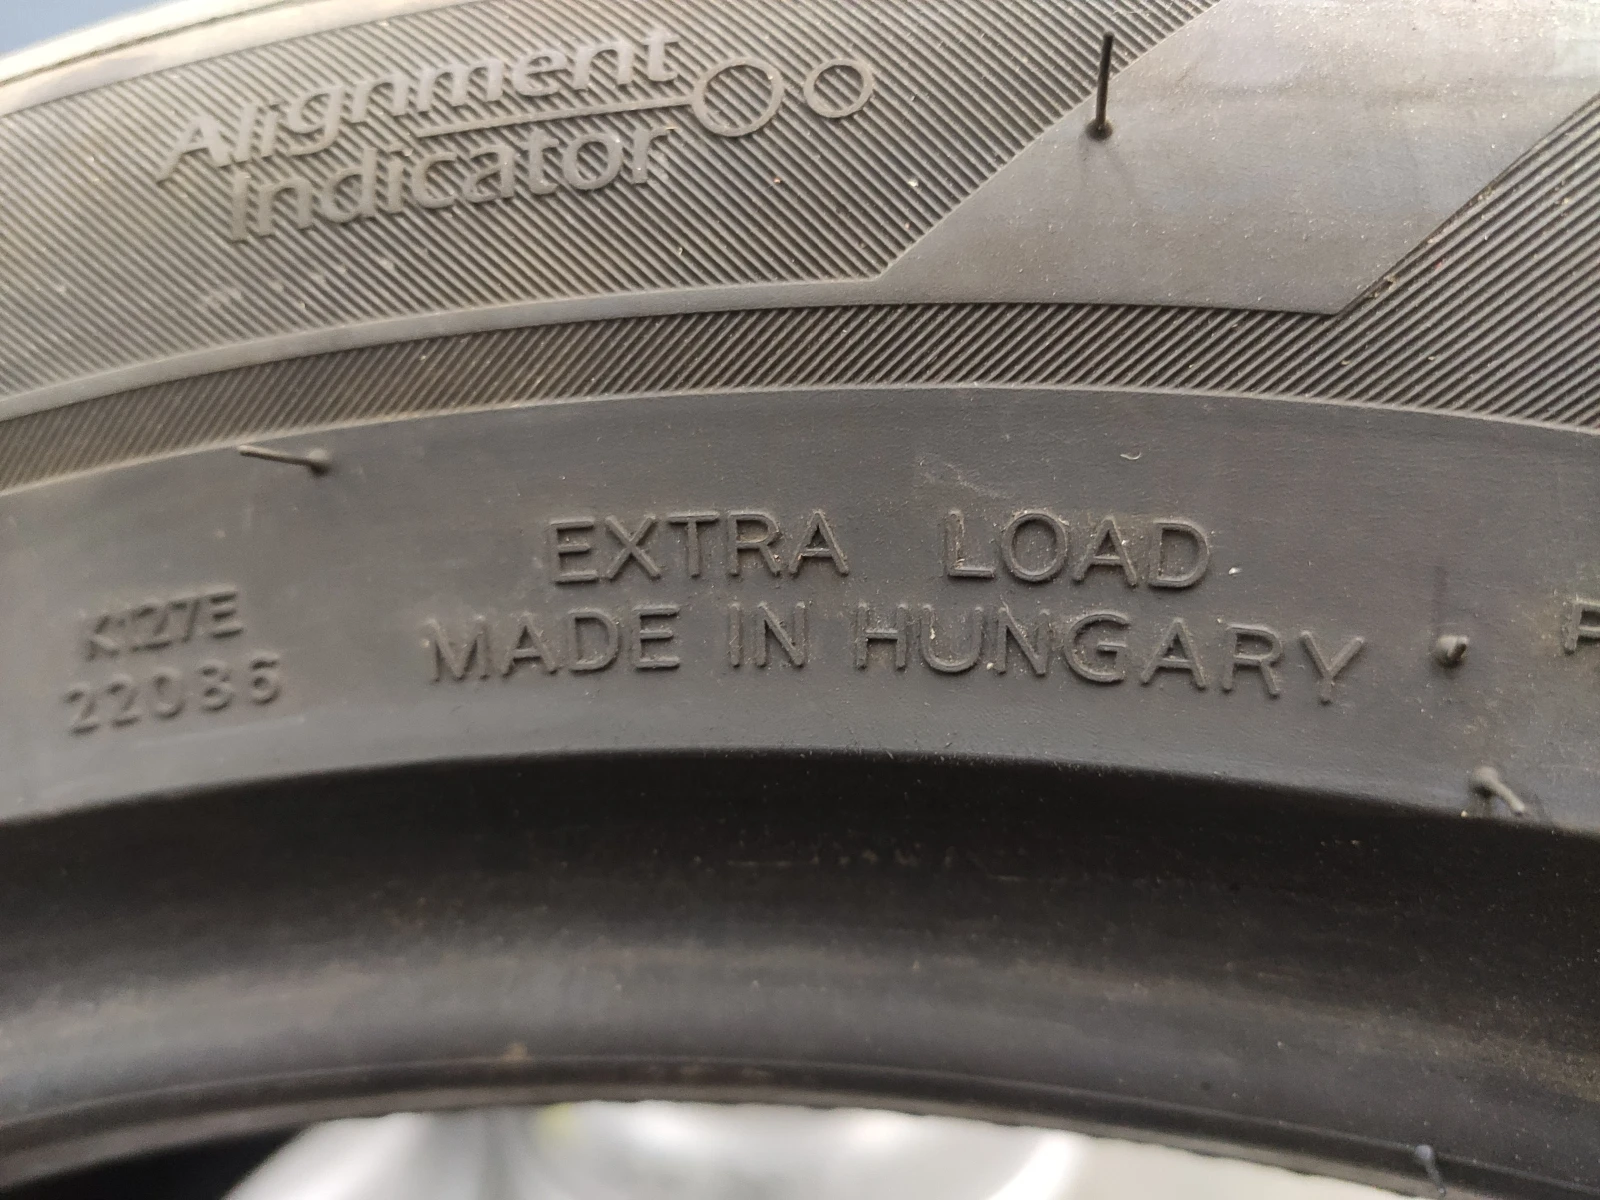 Alignment
Indicator
EXTRA LOAD
MADE IN HUNGARY
K127E
22086